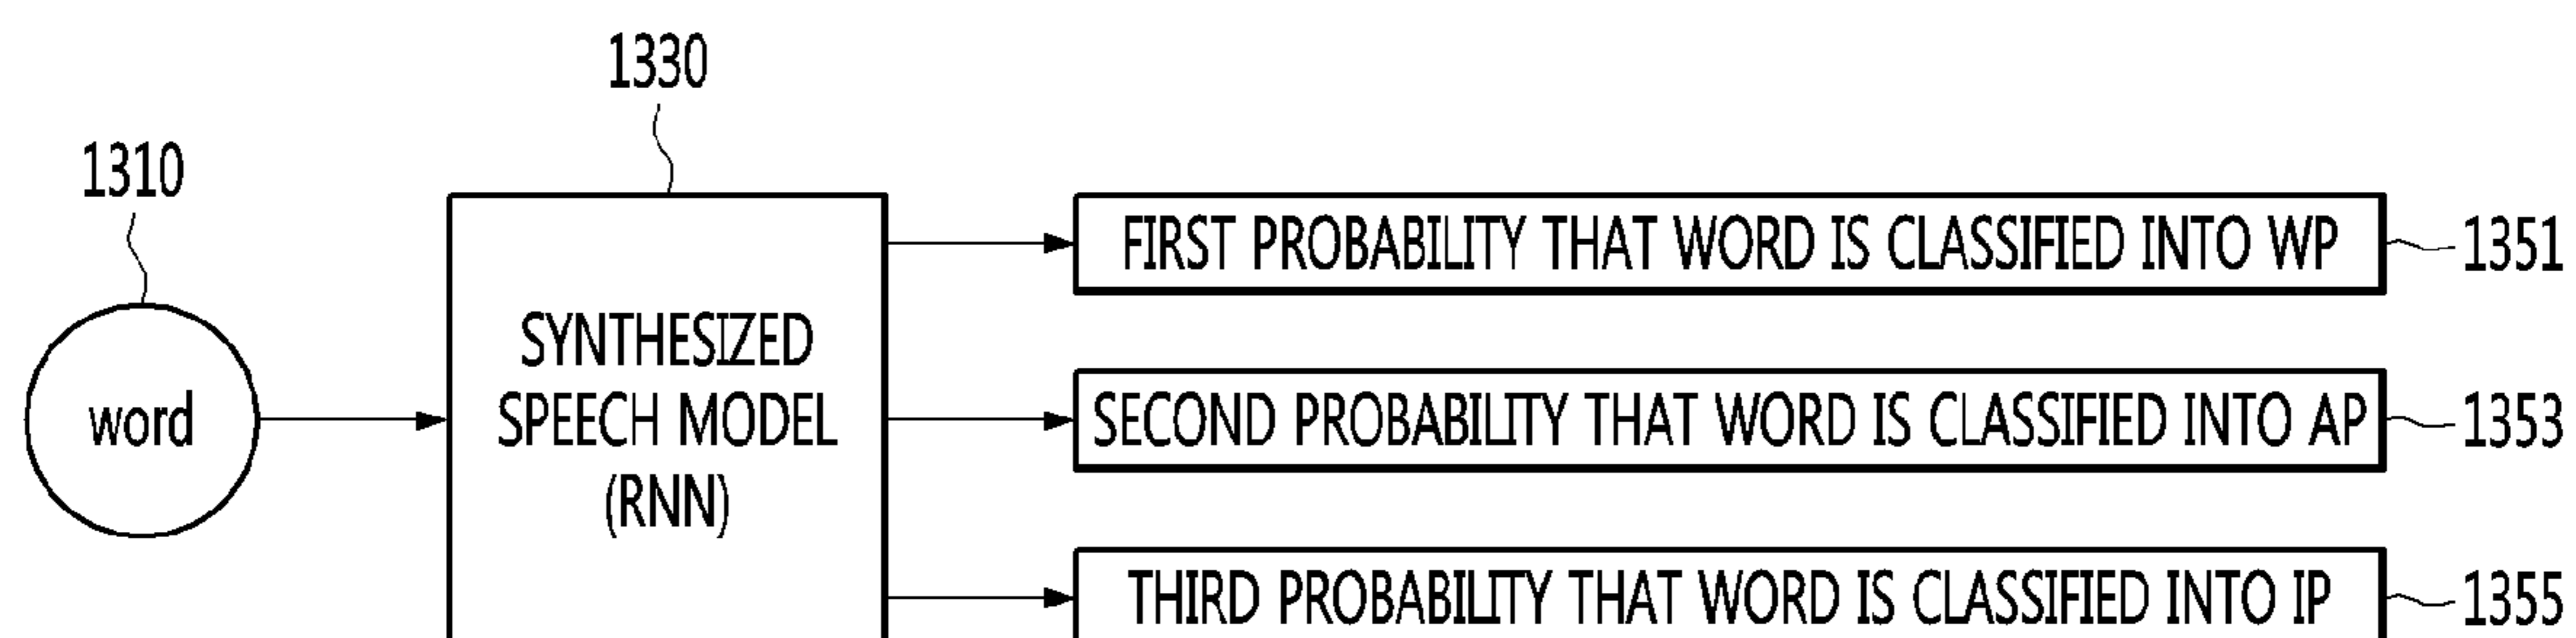 1330
1310
FIRST PROBABILITY THAT WORD IS CLASSIFIED INTO WP
1351
SYNTHESIZED
SPEECH MODEL
(RNN)
word
SECOND PROBABILITY THAT WORD IS CLASSIFIED INTO AP
1353
THIRD PROBABILITY THAT WORD IS CLASSIFIED INTO IP
1355